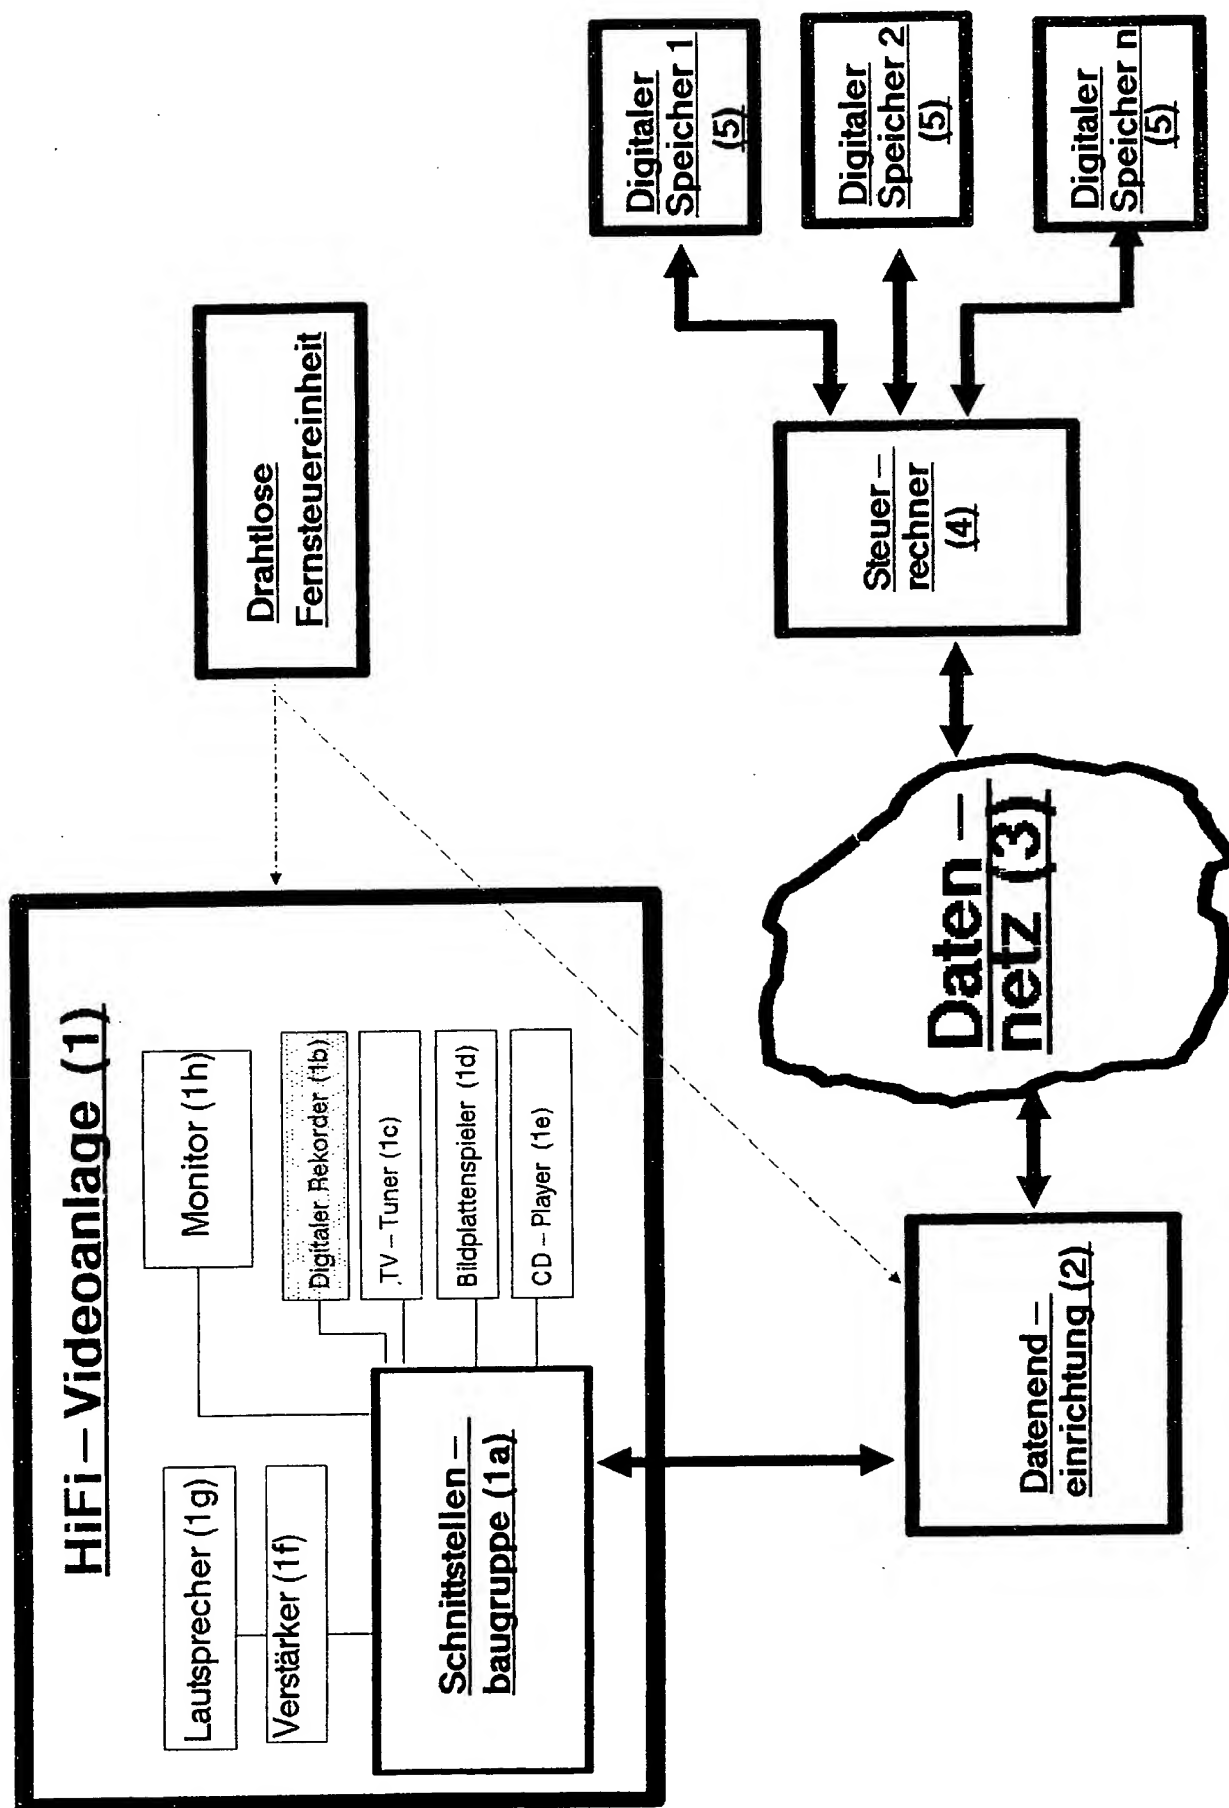 HiFi–Videoanlage (1)
Lautsprecher (1g)
Verstärker (1f)
Schnittstellen–
baugruppe (1a)
Monitor (1h)
Digitaler Rekorder (1b)
TV–Tuner (1c)
Bildplattenspieler (1d)
CD–Player (1e)
Drahtlose
Fernsteuereinheit
Datenend–
einrichtung (2)
Daten–
netz (3)
Steuer–
rechner
(4)
Digitaler
Speicher 1
(5)
Digitaler
Speicher 2
(5)
Digitaler
Speicher n
(5)